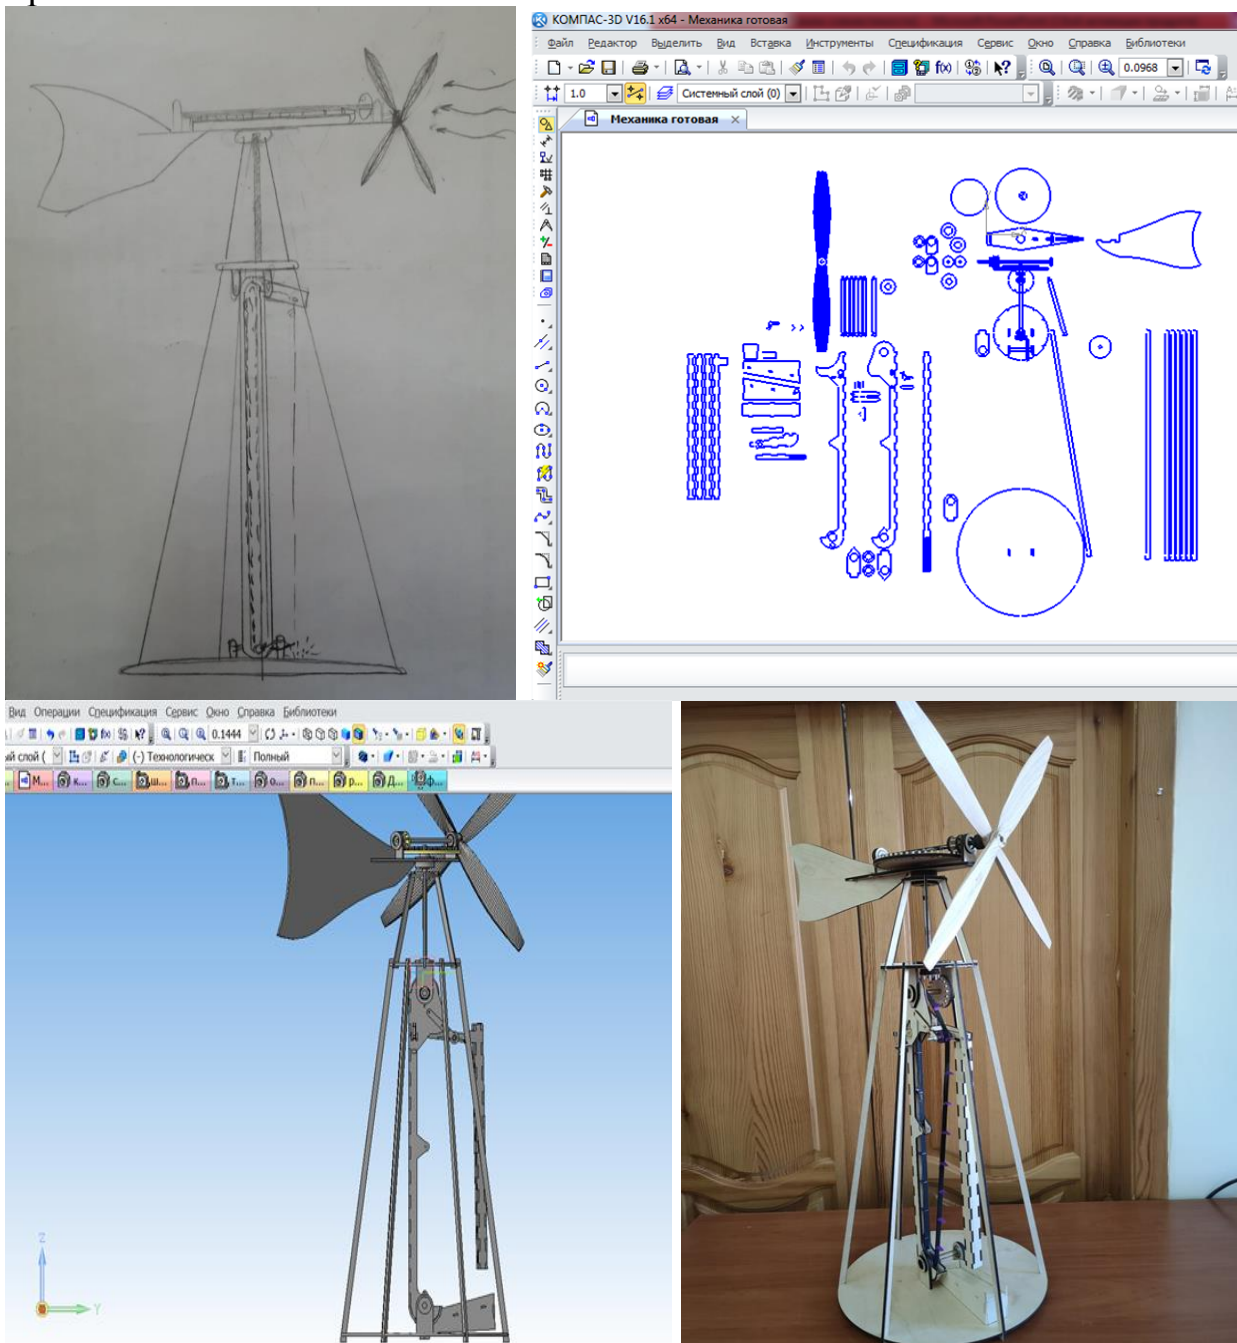 КОМПАС-3D V16.1 x64 - Механика готовая
Файл Редактор Выделить Вид Вставка Инструменты Спецификация Сервис Окно Справка Библиотеки
0.0968
1.0 Системный слой (0)
Механика готовая ×
Вид Операции Спецификация Сервис Окно Справка Библиотеки
0.1444
ый слой ( (-) Технологическ Полный
М... к... с... ш... п... т... о... п... р... Д... ф...
Z
Y